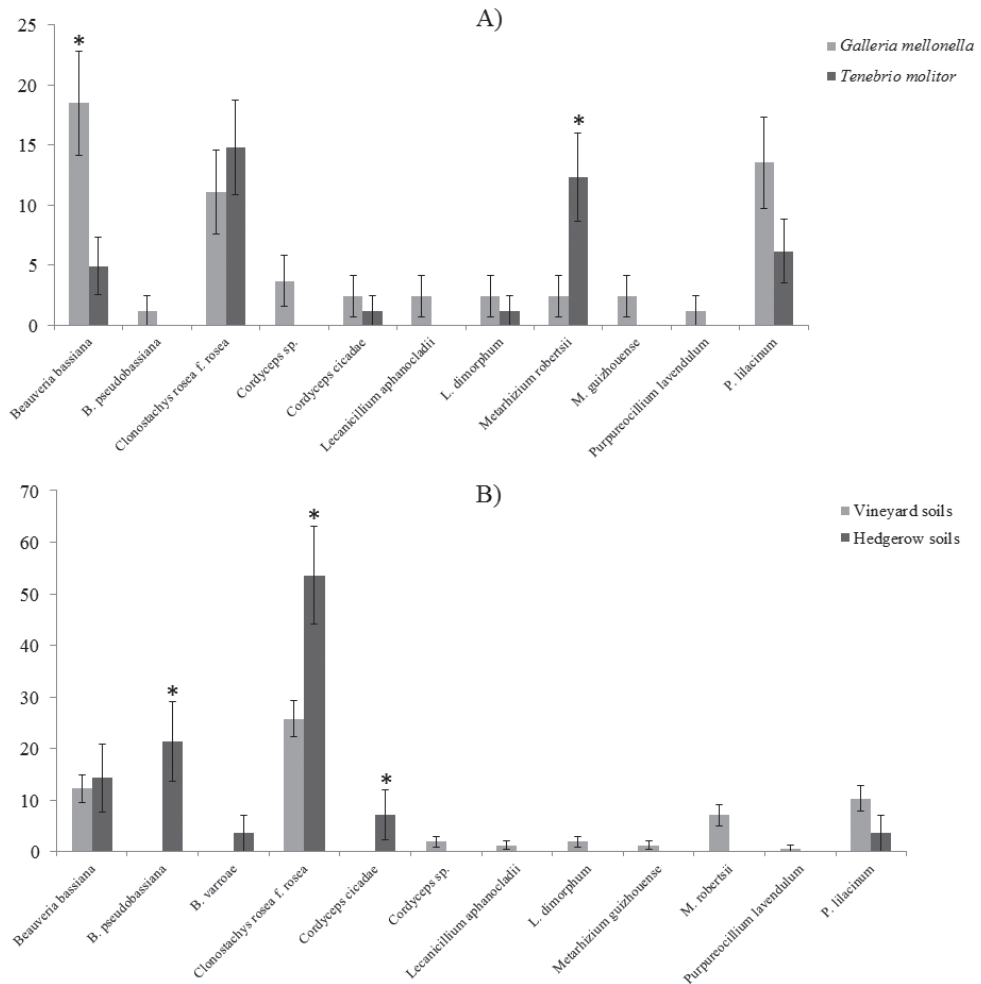 A)
25
20
15
10
5
0
*
*
Galleria mellonella
Tenebrio molitor
Beauveria bassiana
B. pseudobassiana
Clonostachys rosea f. rosea
Cordyceps sp.
Cordyceps cicadae
Lecanicillium aphanocladii
L. dimorphum
Metarhizium robertsii
M. guizhouense
Purpureocillium lavendulum
P. lilacinum
B)
70
60
50
40
30
20
10
0
*
*
*
Vineyard soils
Hedgerow soils
Beauveria bassiana
B. pseudobassiana
B. varroae
Clonostachys rosea f. rosea
Cordyceps cicadae
Cordyceps sp.
Lecanicillium aphanocladii
L. dimorphum
Metarhizium guizhouense
M. robertsii
Purpureocillium lavendulum
P. lilacinum